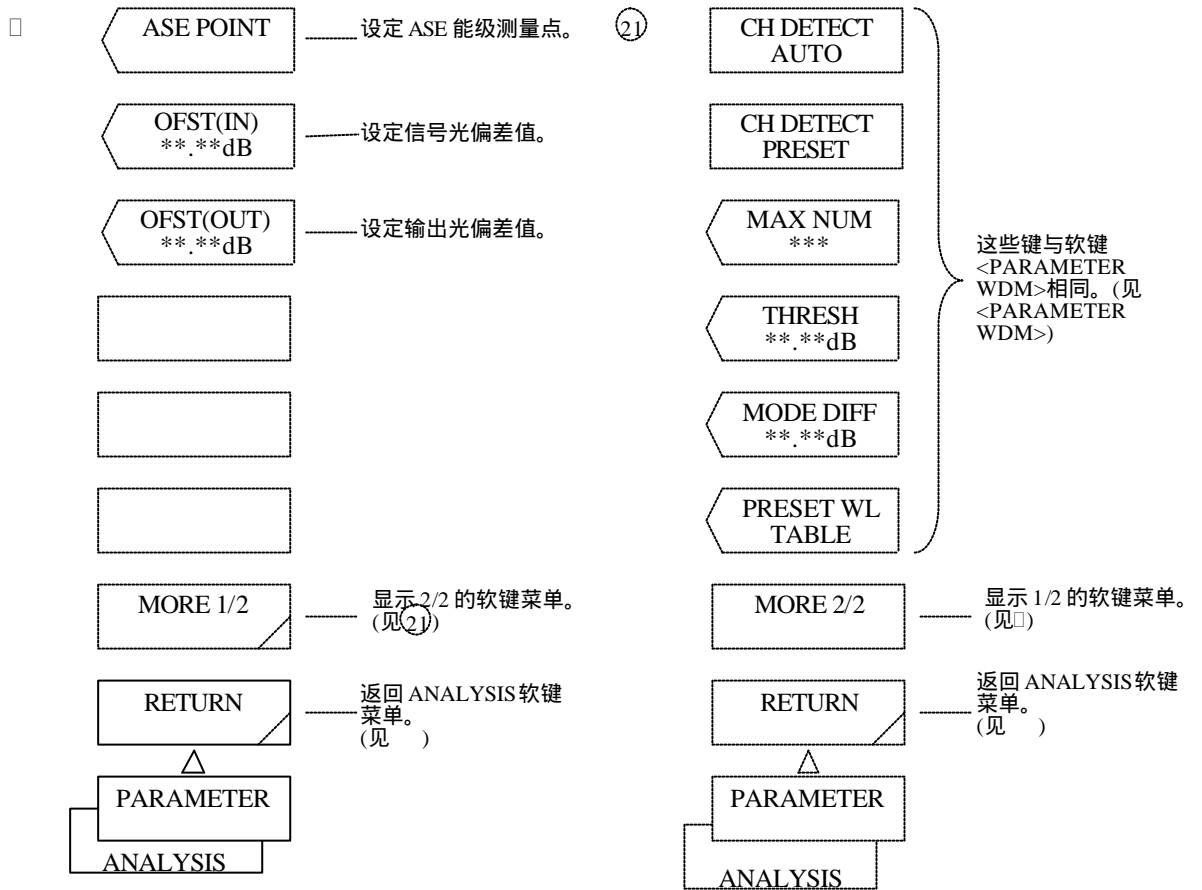 ASE POINT
设定 ASE 能级测量点。
OFST(IN)
**.**dB
设定信号光偏差值。
OFST(OUT)
**.**dB
设定输出光偏差值。
MORE 1/2
显示 2/2 的软键菜单。
(见㉑)
RETURN
返回 ANALYSIS 软键
菜单。
(见 )
PARAMETER
ANALYSIS
㉑
CH DETECT
AUTO
CH DETECT
PRESET
MAX NUM
***
THRESH
**.**dB
MODE DIFF
**.**dB
PRESET WL
TABLE
这些键与软键
<PARAMETER
WDM>相同。(见
<PARAMETER
WDM>)
MORE 2/2
显示 1/2 的软键菜单。
(见□)
RETURN
返回 ANALYSIS 软键
菜单。
(见 )
PARAMETER
ANALYSIS